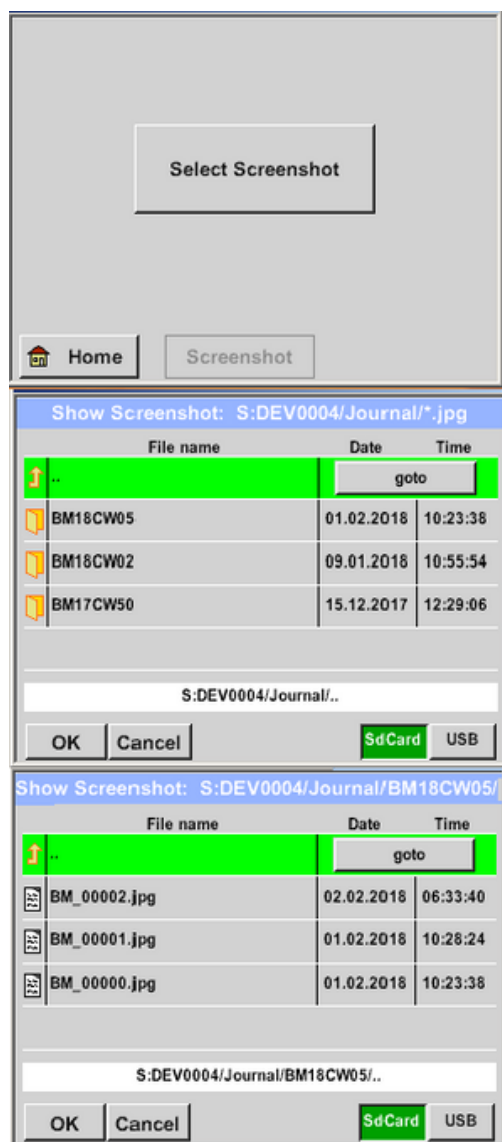 Select Screenshot
Home Screenshot
Show Screenshot: S:DEV0004/Journal/*.jpg
File name Date Time
.. goto
BM18CW05 01.02.2018 10:23:38
BM18CW02 09.01.2018 10:55:54
BM17CW50 15.12.2017 12:29:06
S:DEV0004/Journal/..
OK Cancel SdCard USB
Show Screenshot: S:DEV0004/Journal/BM18CW05/
File name Date Time
.. goto
BM_00002.jpg 02.02.2018 06:33:40
BM_00001.jpg 01.02.2018 10:28:24
BM_00000.jpg 01.02.2018 10:23:38
S:DEV0004/Journal/BM18CW05/..
OK Cancel SdCard USB